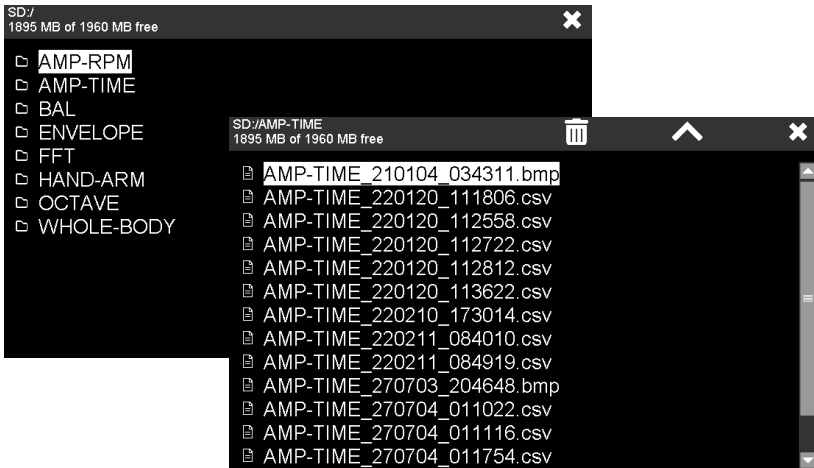 SD:/
1895 MB of 1960 MB free
AMP-RPM
AMP-TIME
BAL
ENVELOPE
FFT
HAND-ARM
OCTAVE
WHOLE-BODY
SD:/AMP-TIME
1895 MB of 1960 MB free
AMP-TIME_210104_034311.bmp
AMP-TIME_220120_111806.csv
AMP-TIME_220120_112558.csv
AMP-TIME_220120_112722.csv
AMP-TIME_220120_112812.csv
AMP-TIME_220120_113622.csv
AMP-TIME_220210_173014.csv
AMP-TIME_220211_084010.csv
AMP-TIME_220211_084919.csv
AMP-TIME_270703_204648.bmp
AMP-TIME_270704_011022.csv
AMP-TIME_270704_011116.csv
AMP-TIME_270704_011754.csv